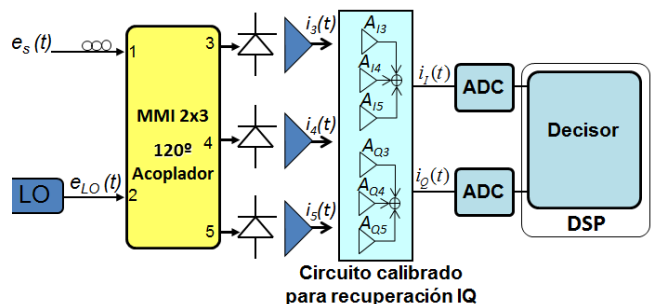 e_s(t)
1
LO
e_LO(t)
2
MMI 2x3
120º
Acoplador
3
4
5
i_3(t)
i_4(t)
i_5(t)
A_I3
A_I4
A_I5
A_Q3
A_Q4
A_Q5
Circuito calibrado
para recuperación IQ
i_I(t)
i_Q(t)
ADC
ADC
Decisor
DSP